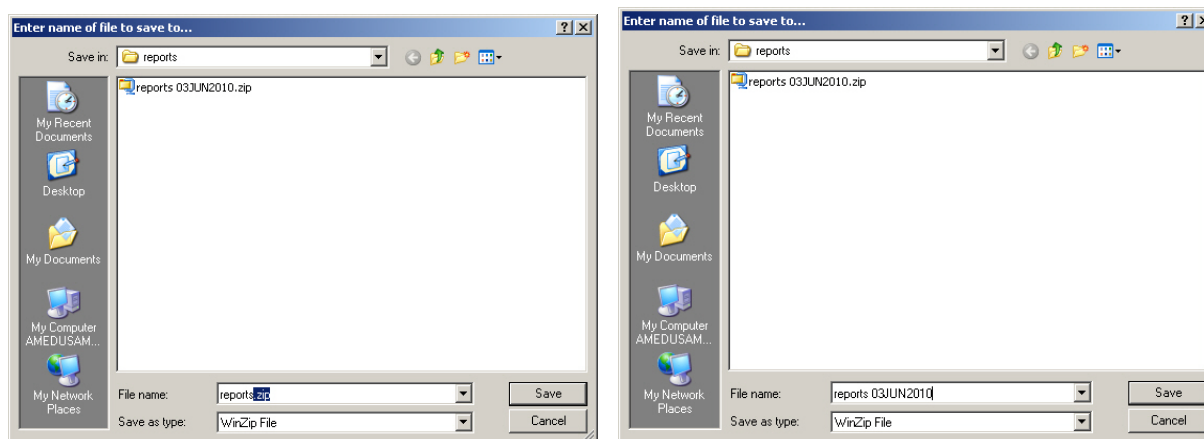 Enter name of file to save to...
Save in:
reports
reports 03JUN2010.zip
My Recent
Documents
Desktop
My Documents
My Computer
AMEDUSAM...
My Network
Places
File name:
reports.zip
Save
Save as type:
WinZip File
Cancel
Enter name of file to save to...
Save in:
reports
reports 03JUN2010.zip
My Recent
Documents
Desktop
My Documents
My Computer
AMEDUSAM...
My Network
Places
File name:
reports 03JUN2010
Save
Save as type:
WinZip File
Cancel